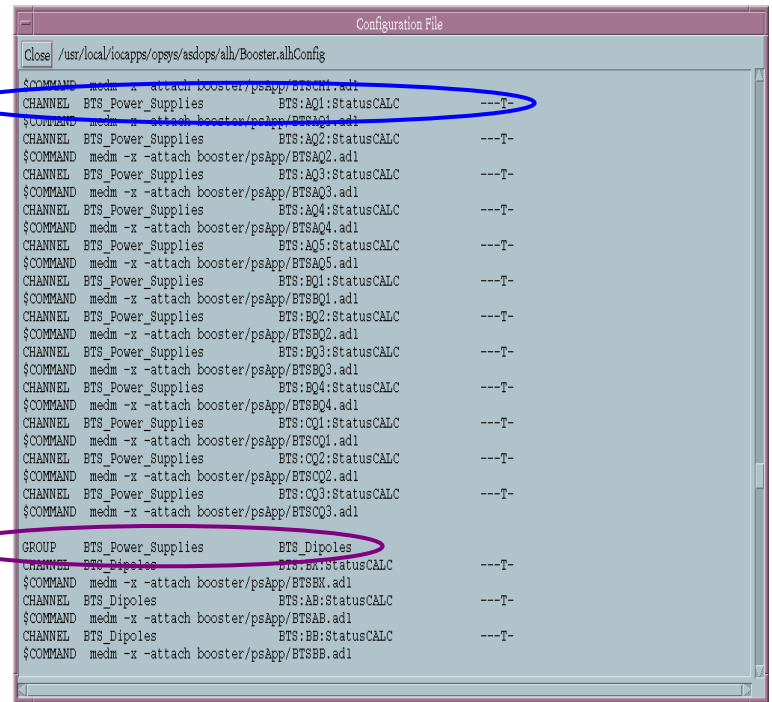 Configuration File
Close /usr/local/iocapps/opsys/asdops/alh/Booster.alhConfig
$COMMAND medm -x -attach booster/psApp/BTSCH1.adl
CHANNEL BTS_Power_Supplies BTS:AQ1:StatusCALC ---T-
$COMMAND medm -x -attach booster/psApp/BTSAQ1.adl
CHANNEL BTS_Power_Supplies BTS:AQ2:StatusCALC ---T-
$COMMAND medm -x -attach booster/psApp/BTSAQ2.adl
CHANNEL BTS_Power_Supplies BTS:AQ3:StatusCALC ---T-
$COMMAND medm -x -attach booster/psApp/BTSAQ3.adl
CHANNEL BTS_Power_Supplies BTS:AQ4:StatusCALC ---T-
$COMMAND medm -x -attach booster/psApp/BTSAQ4.adl
CHANNEL BTS_Power_Supplies BTS:AQ5:StatusCALC ---T-
$COMMAND medm -x -attach booster/psApp/BTSAQ5.adl
CHANNEL BTS_Power_Supplies BTS:BQ1:StatusCALC ---T-
$COMMAND medm -x -attach booster/psApp/BTSBQ1.adl
CHANNEL BTS_Power_Supplies BTS:BQ2:StatusCALC ---T-
$COMMAND medm -x -attach booster/psApp/BTSBQ2.adl
CHANNEL BTS_Power_Supplies BTS:BQ3:StatusCALC ---T-
$COMMAND medm -x -attach booster/psApp/BTSBQ3.adl
CHANNEL BTS_Power_Supplies BTS:BQ4:StatusCALC ---T-
$COMMAND medm -x -attach booster/psApp/BTSBQ4.adl
CHANNEL BTS_Power_Supplies BTS:CQ1:StatusCALC ---T-
$COMMAND medm -x -attach booster/psApp/BTSCQ1.adl
CHANNEL BTS_Power_Supplies BTS:CQ2:StatusCALC ---T-
$COMMAND medm -x -attach booster/psApp/BTSCQ2.adl
CHANNEL BTS_Power_Supplies BTS:CQ3:StatusCALC ---T-
$COMMAND medm -x -attach booster/psApp/BTSCQ3.adl
GROUP BTS_Power_Supplies BTS_Dipoles
CHANNEL BTS_Dipoles BTS:BX:StatusCALC ---T-
$COMMAND medm -x -attach booster/psApp/BTSBX.adl
CHANNEL BTS_Dipoles BTS:AB:StatusCALC ---T-
$COMMAND medm -x -attach booster/psApp/BTSAB.adl
CHANNEL BTS_Dipoles BTS:BB:StatusCALC ---T-
$COMMAND medm -x -attach booster/psApp/BTSBB.adl